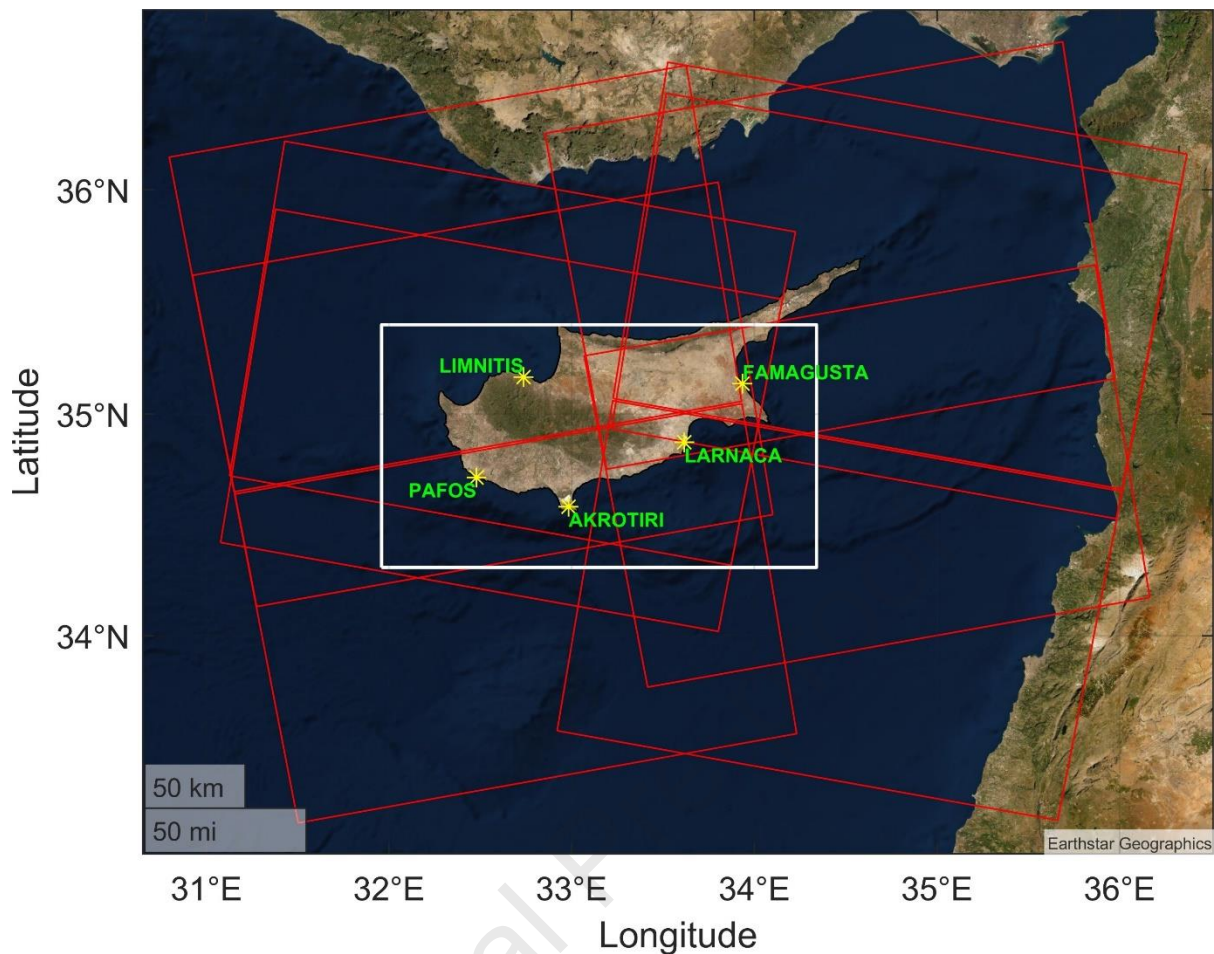 36°N
35°N
34°N
Latitude
LIMNITIS
FAMAGUSTA
LARNACA
PAFOS
AKROTIRI
50 km
50 mi
Earthstar Geographics
31°E
32°E
33°E
34°E
35°E
36°E
Longitude